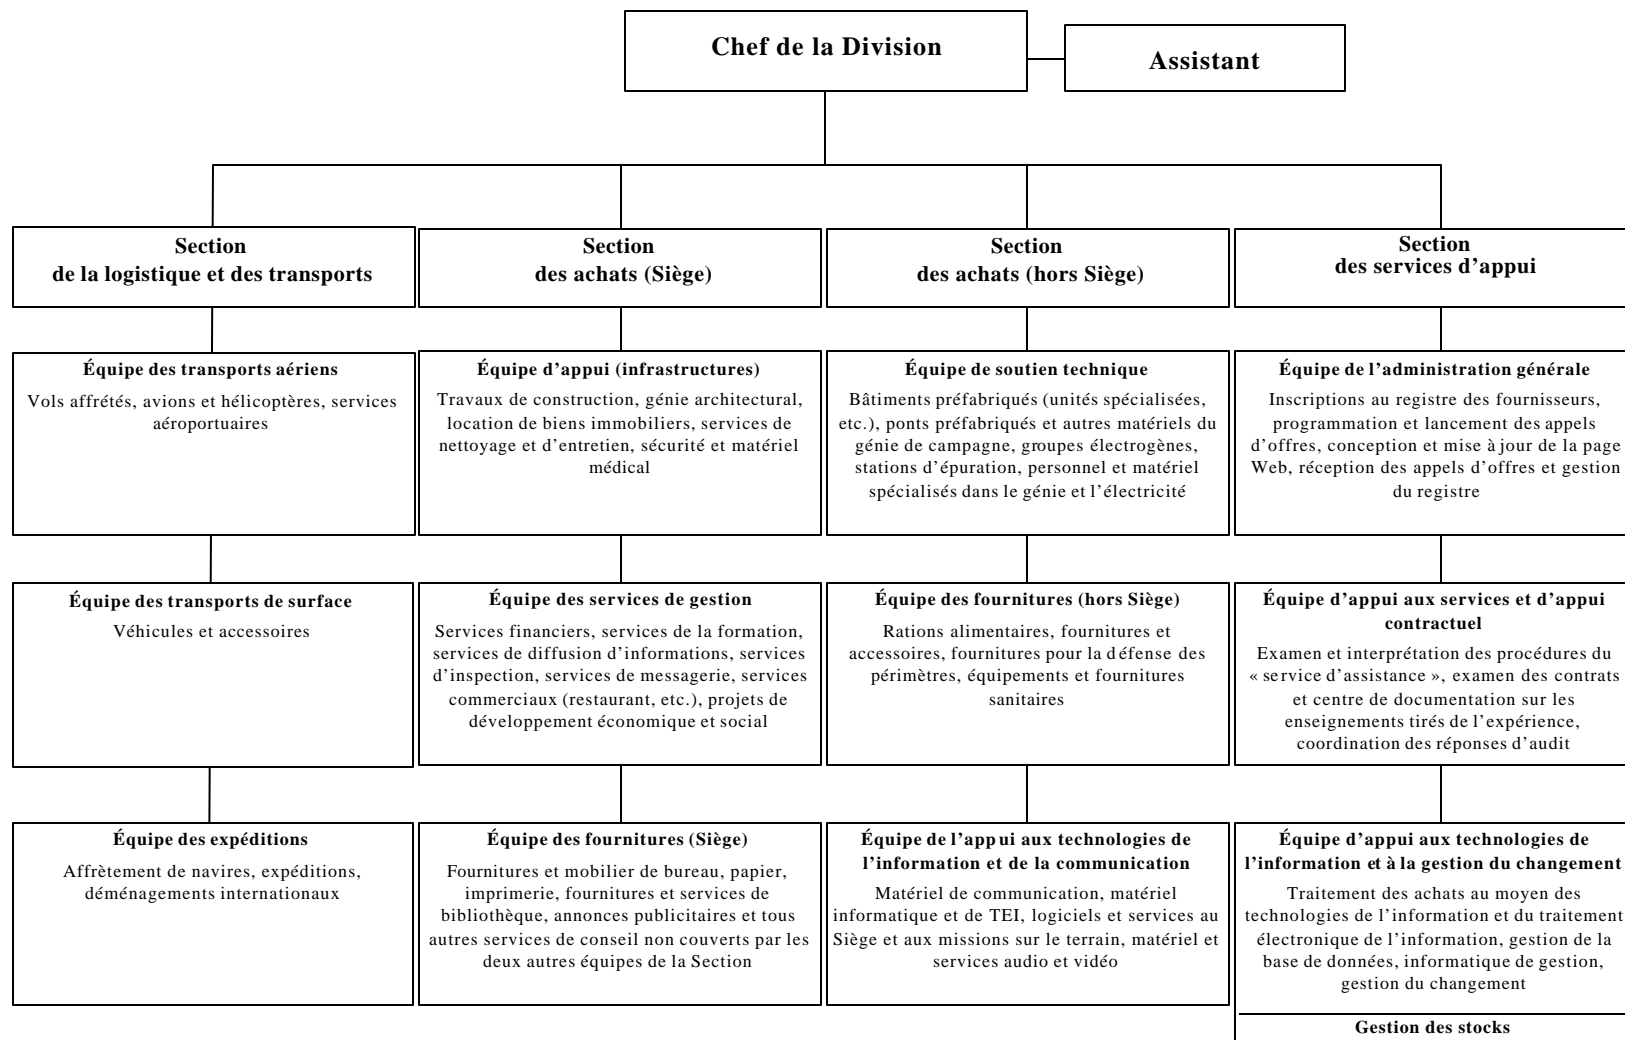 Chef de la Division
Assistant
Section
de la logistique et des transports
Section
des achats (Siège)
Section
des achats (hors Siège)
Section
des services d’appui
Équipe des transports aériens
Vols affrétés, avions et hélicoptères, services
aéroportuaires
Équipe d’appui (infrastructures)
Travaux de construction, génie architectural,
location de biens immobiliers, services de
nettoyage et d’entretien, sécurité et matériel
médical
Équipe de soutien technique
Bâtiments préfabriqués (unités spécialisées,
etc.), ponts préfabriqués et autres matériels du
génie de campagne, groupes électrogènes,
stations d’épuration, personnel et matériel
spécialisés dans le génie et l’électricité
Équipe de l’administration générale
Inscriptions au registre des fournisseurs,
programmation et lancement des appels
d’offres, conception et mise à jour de la page
Web, réception des appels d’offres et gestion
du registre
Équipe des transports de surface
Véhicules et accessoires
Équipe des services de gestion
Services financiers, services de la formation,
services de diffusion d’informations, services
d’inspection, services de messagerie, services
commerciaux (restaurant, etc.), projets de
développement économique et social
Équipe des fournitures (hors Siège)
Rations alimentaires, fournitures et
accessoires, fournitures pour la défense des
périmètres, équipements et fournitures
sanitaires
Équipe d’appui aux services et d’appui
contractuel
Examen et interprétation des procédures du
« service d’assistance », examen des contrats
et centre de documentation sur les
enseignements tirés de l’expérience,
coordination des réponses d’audit
Équipe des expéditions
Affrètement de navires, expéditions,
déménagements internationaux
Équipe des fournitures (Siège)
Fournitures et mobilier de bureau, papier,
imprimerie, fournitures et services de
bibliothèque, annonces publicitaires et tous
autres services de conseil non couverts par les
deux autres équipes de la Section
Équipe de l’appui aux technologies de
l’information et de la communication
Matériel de communication, matériel
informatique et de TEI, logiciels et services au
Siège et aux missions sur le terrain, matériel et
services audio et vidéo
Équipe d’appui aux technologies de
l’information et à la gestion du changement
Traitement des achats au moyen des
technologies de l’information et du traitement
électronique de l’information, gestion de la
base de données, informatique de gestion,
gestion du changement
Gestion des stocks